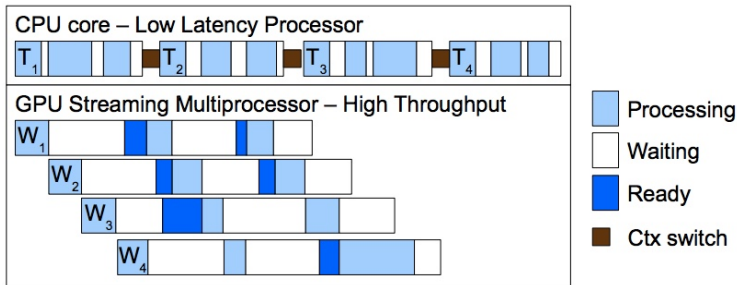 CPU core – Low Latency Processor
T1 T2 T3 T4
GPU Streaming Multiprocessor – High Throughput
W1
W2
W3
W4
Processing
Waiting
Ready
Ctx switch